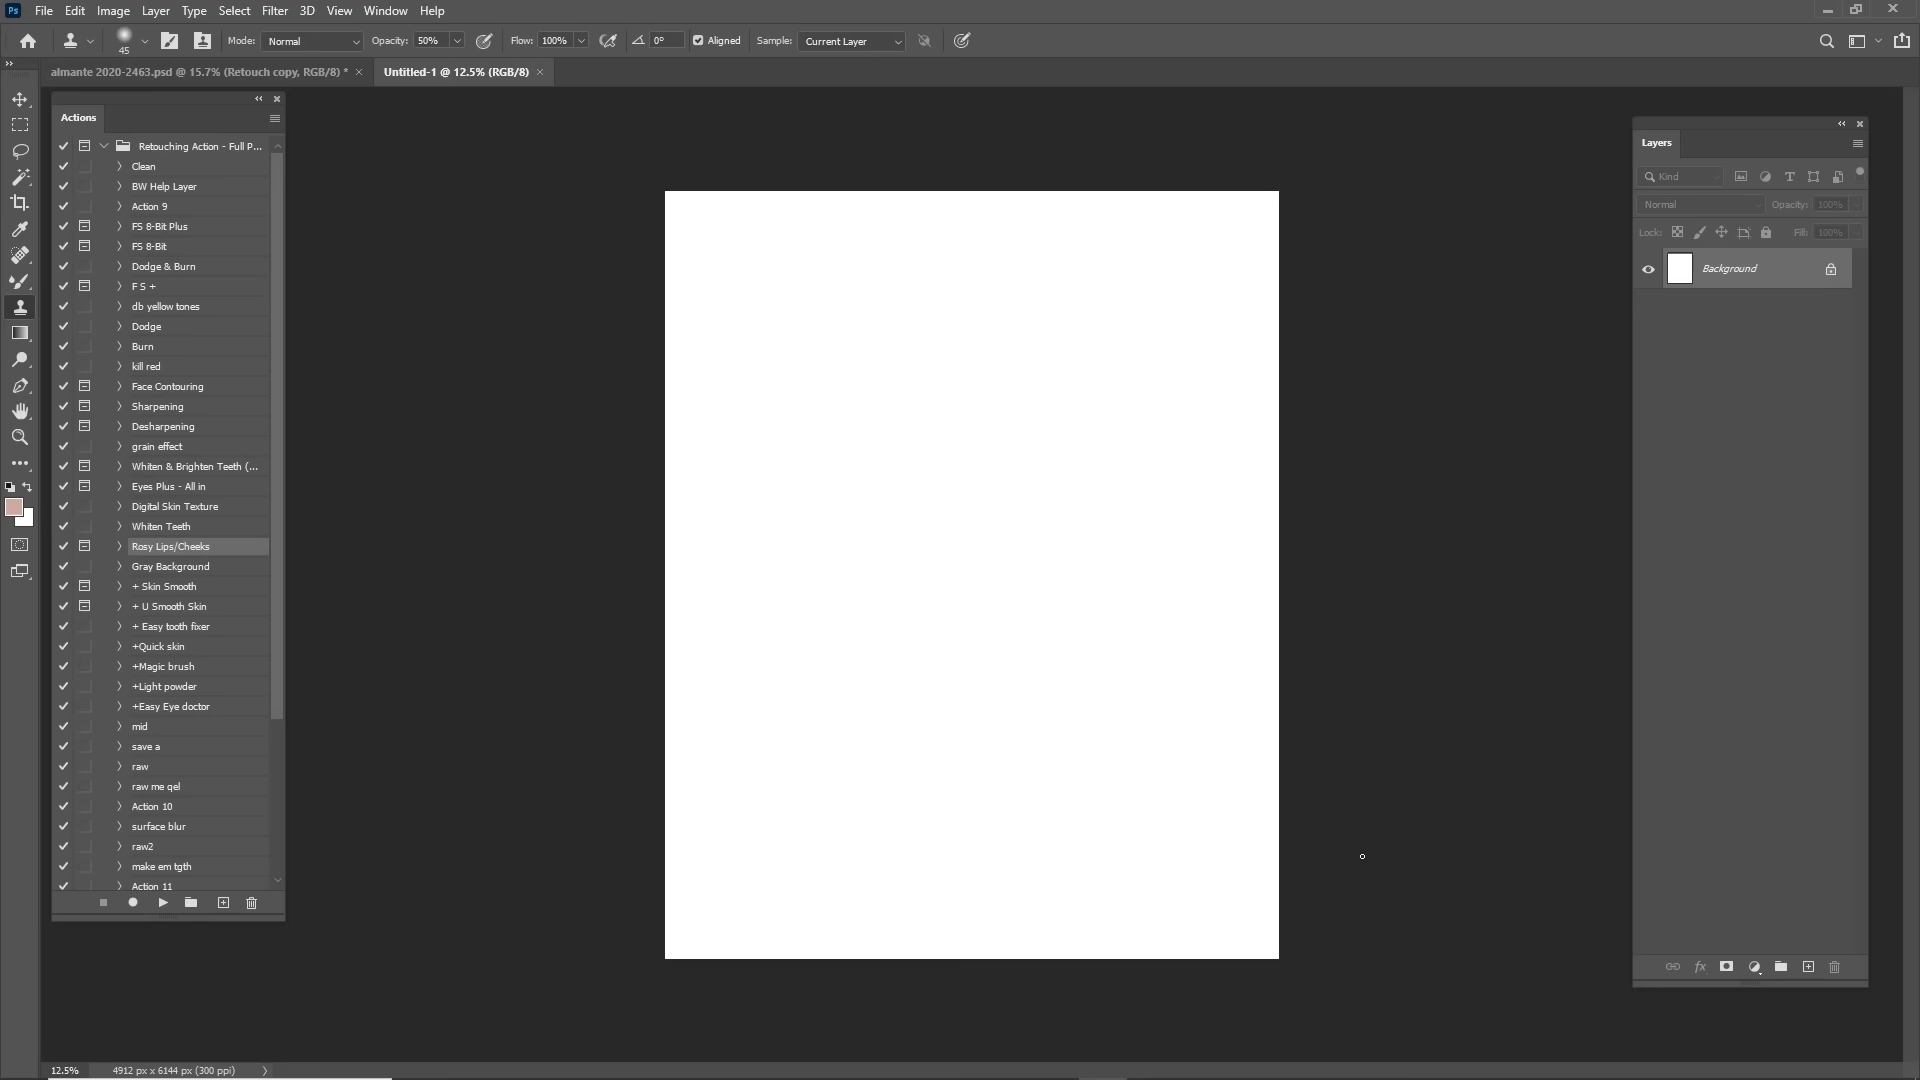 Ps File Edit Image Layer Type Select Filter 3D View Window Help
45 Mode: Normal Opacity: 50% Flow: 100% 0° Aligned Sample: Current Layer
almante 2020-2463.psd @ 15.7% (Retouch copy, RGB/8) * × Untitled-1 @ 12.5% (RGB/8) ×
Actions
Retouching Action - Full P...
Clean
BW Help Layer
Action 9
FS 8-Bit Plus
FS 8-Bit
Dodge & Burn
F S +
db yellow tones
Dodge
Burn
kill red
Face Contouring
Sharpening
Desharpening
grain effect
Whiten & Brighten Teeth (...
Eyes Plus - All in
Digital Skin Texture
Whiten Teeth
Rosy Lips/Cheeks
Gray Background
+ Skin Smooth
+ U Smooth Skin
+ Easy tooth fixer
+Quick skin
+Magic brush
+Light powder
+Easy Eye doctor
mid
save a
raw
raw me qel
Action 10
surface blur
raw2
make em tgth
Action 11
Layers
Kind
Normal Opacity: 100%
Lock: Fill: 100%
Background
fx
12.5% 4912 px x 6144 px (300 ppi)